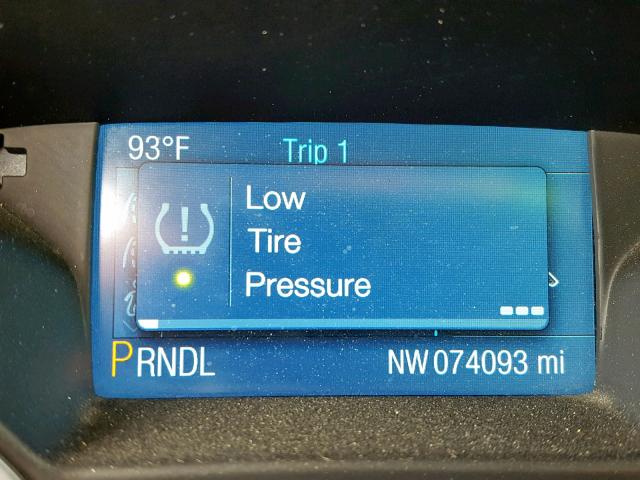 93°F Trip 1
Low
Tire
Pressure
PRNDL NW 074093 mi